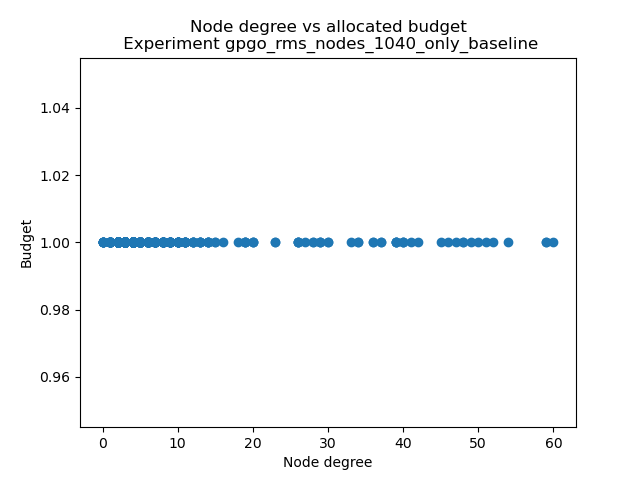 Node degree vs allocated budget
Experiment gpgo_rms_nodes_1040_only_baseline
1.04
1.02
1.00
0.98
0.96
Budget
0 10 20 30 40 50 60
Node degree